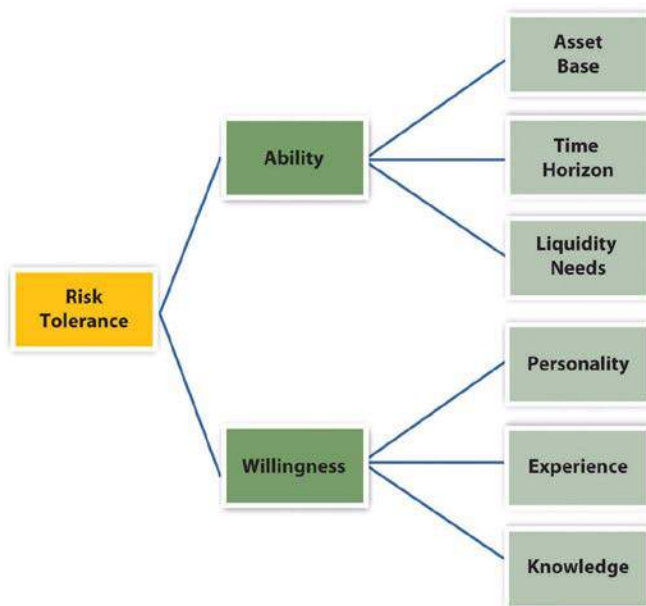 Asset
Base
Ability
Time
Horizon
Liquidity
Needs
Risk
Tolerance
Personality
Willingness
Experience
Knowledge